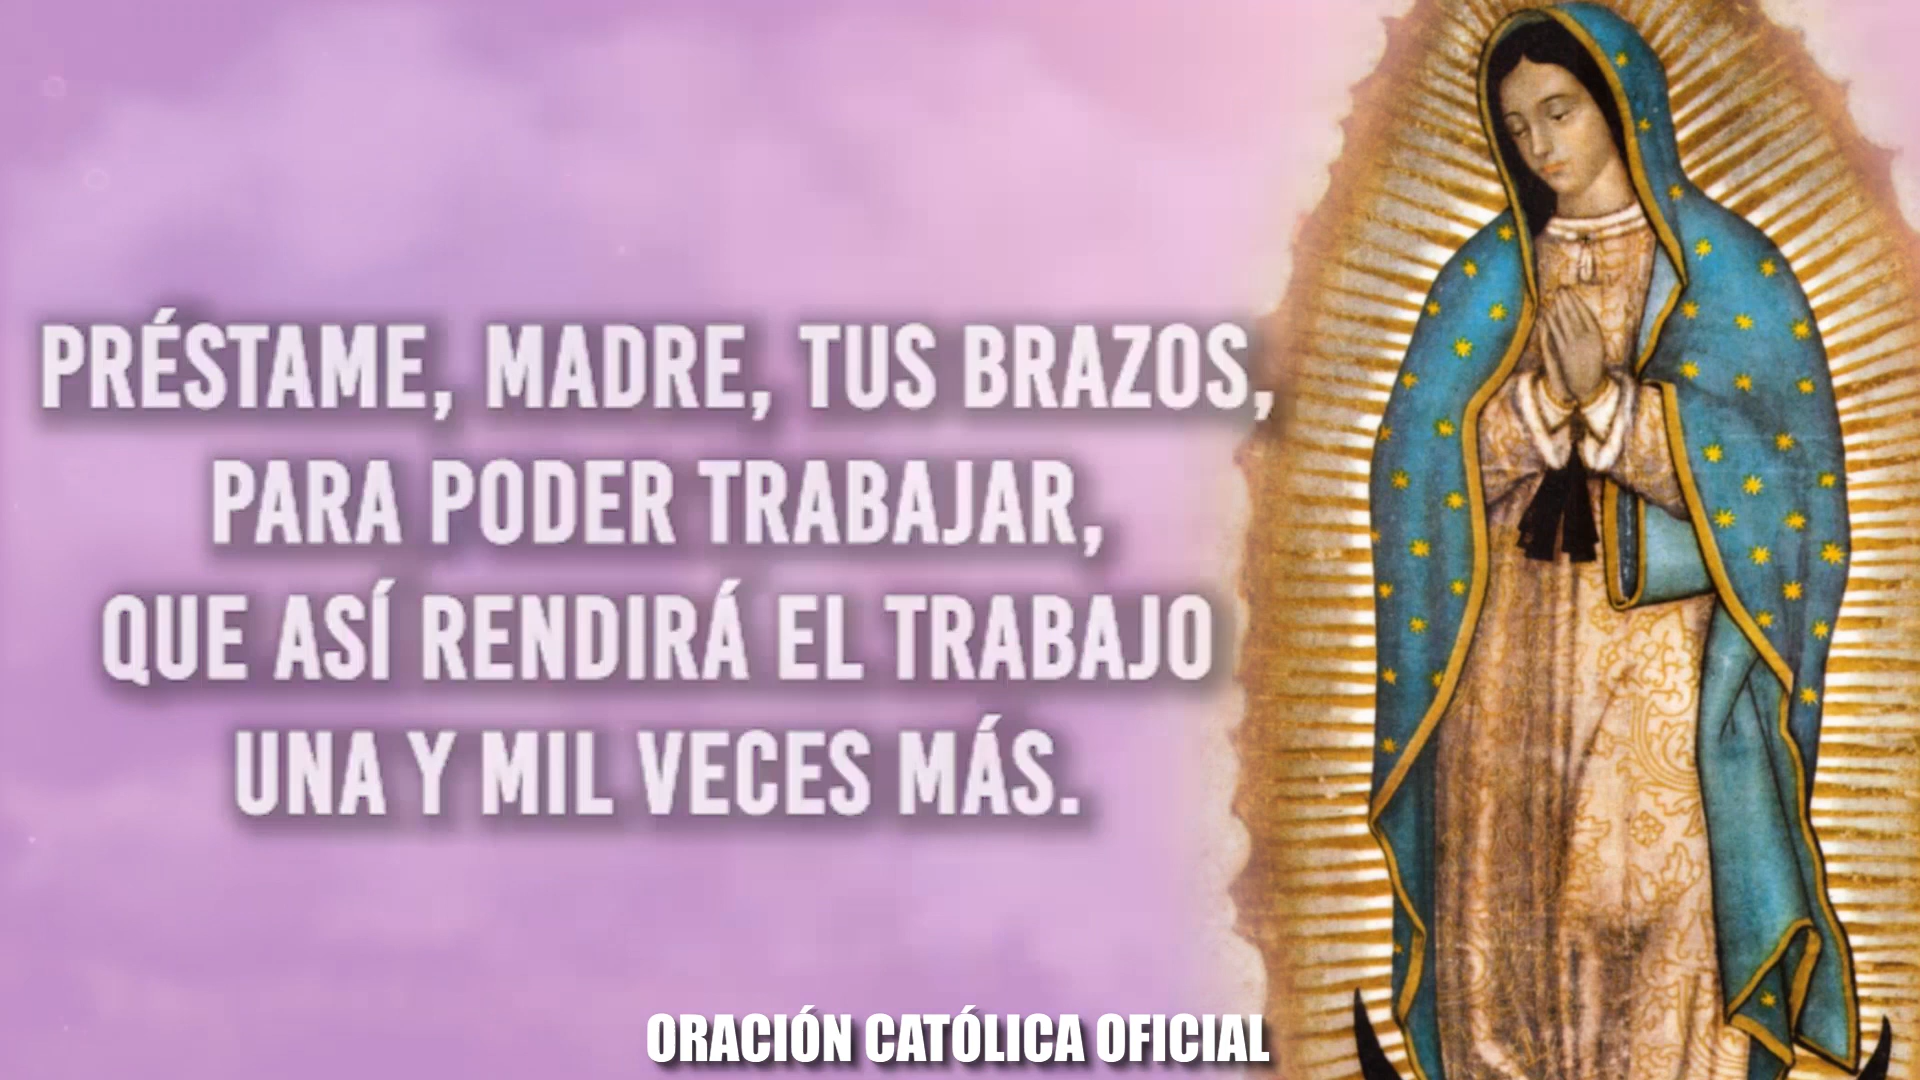 PRÉSTAME, MADRE, TUS BRAZOS,
PARA PODER TRABAJAR,
QUE ASÍ RENDIRÁ EL TRABAJO
UNA Y MIL VECES MÁS.
ORACIÓN CATÓLICA OFICIAL